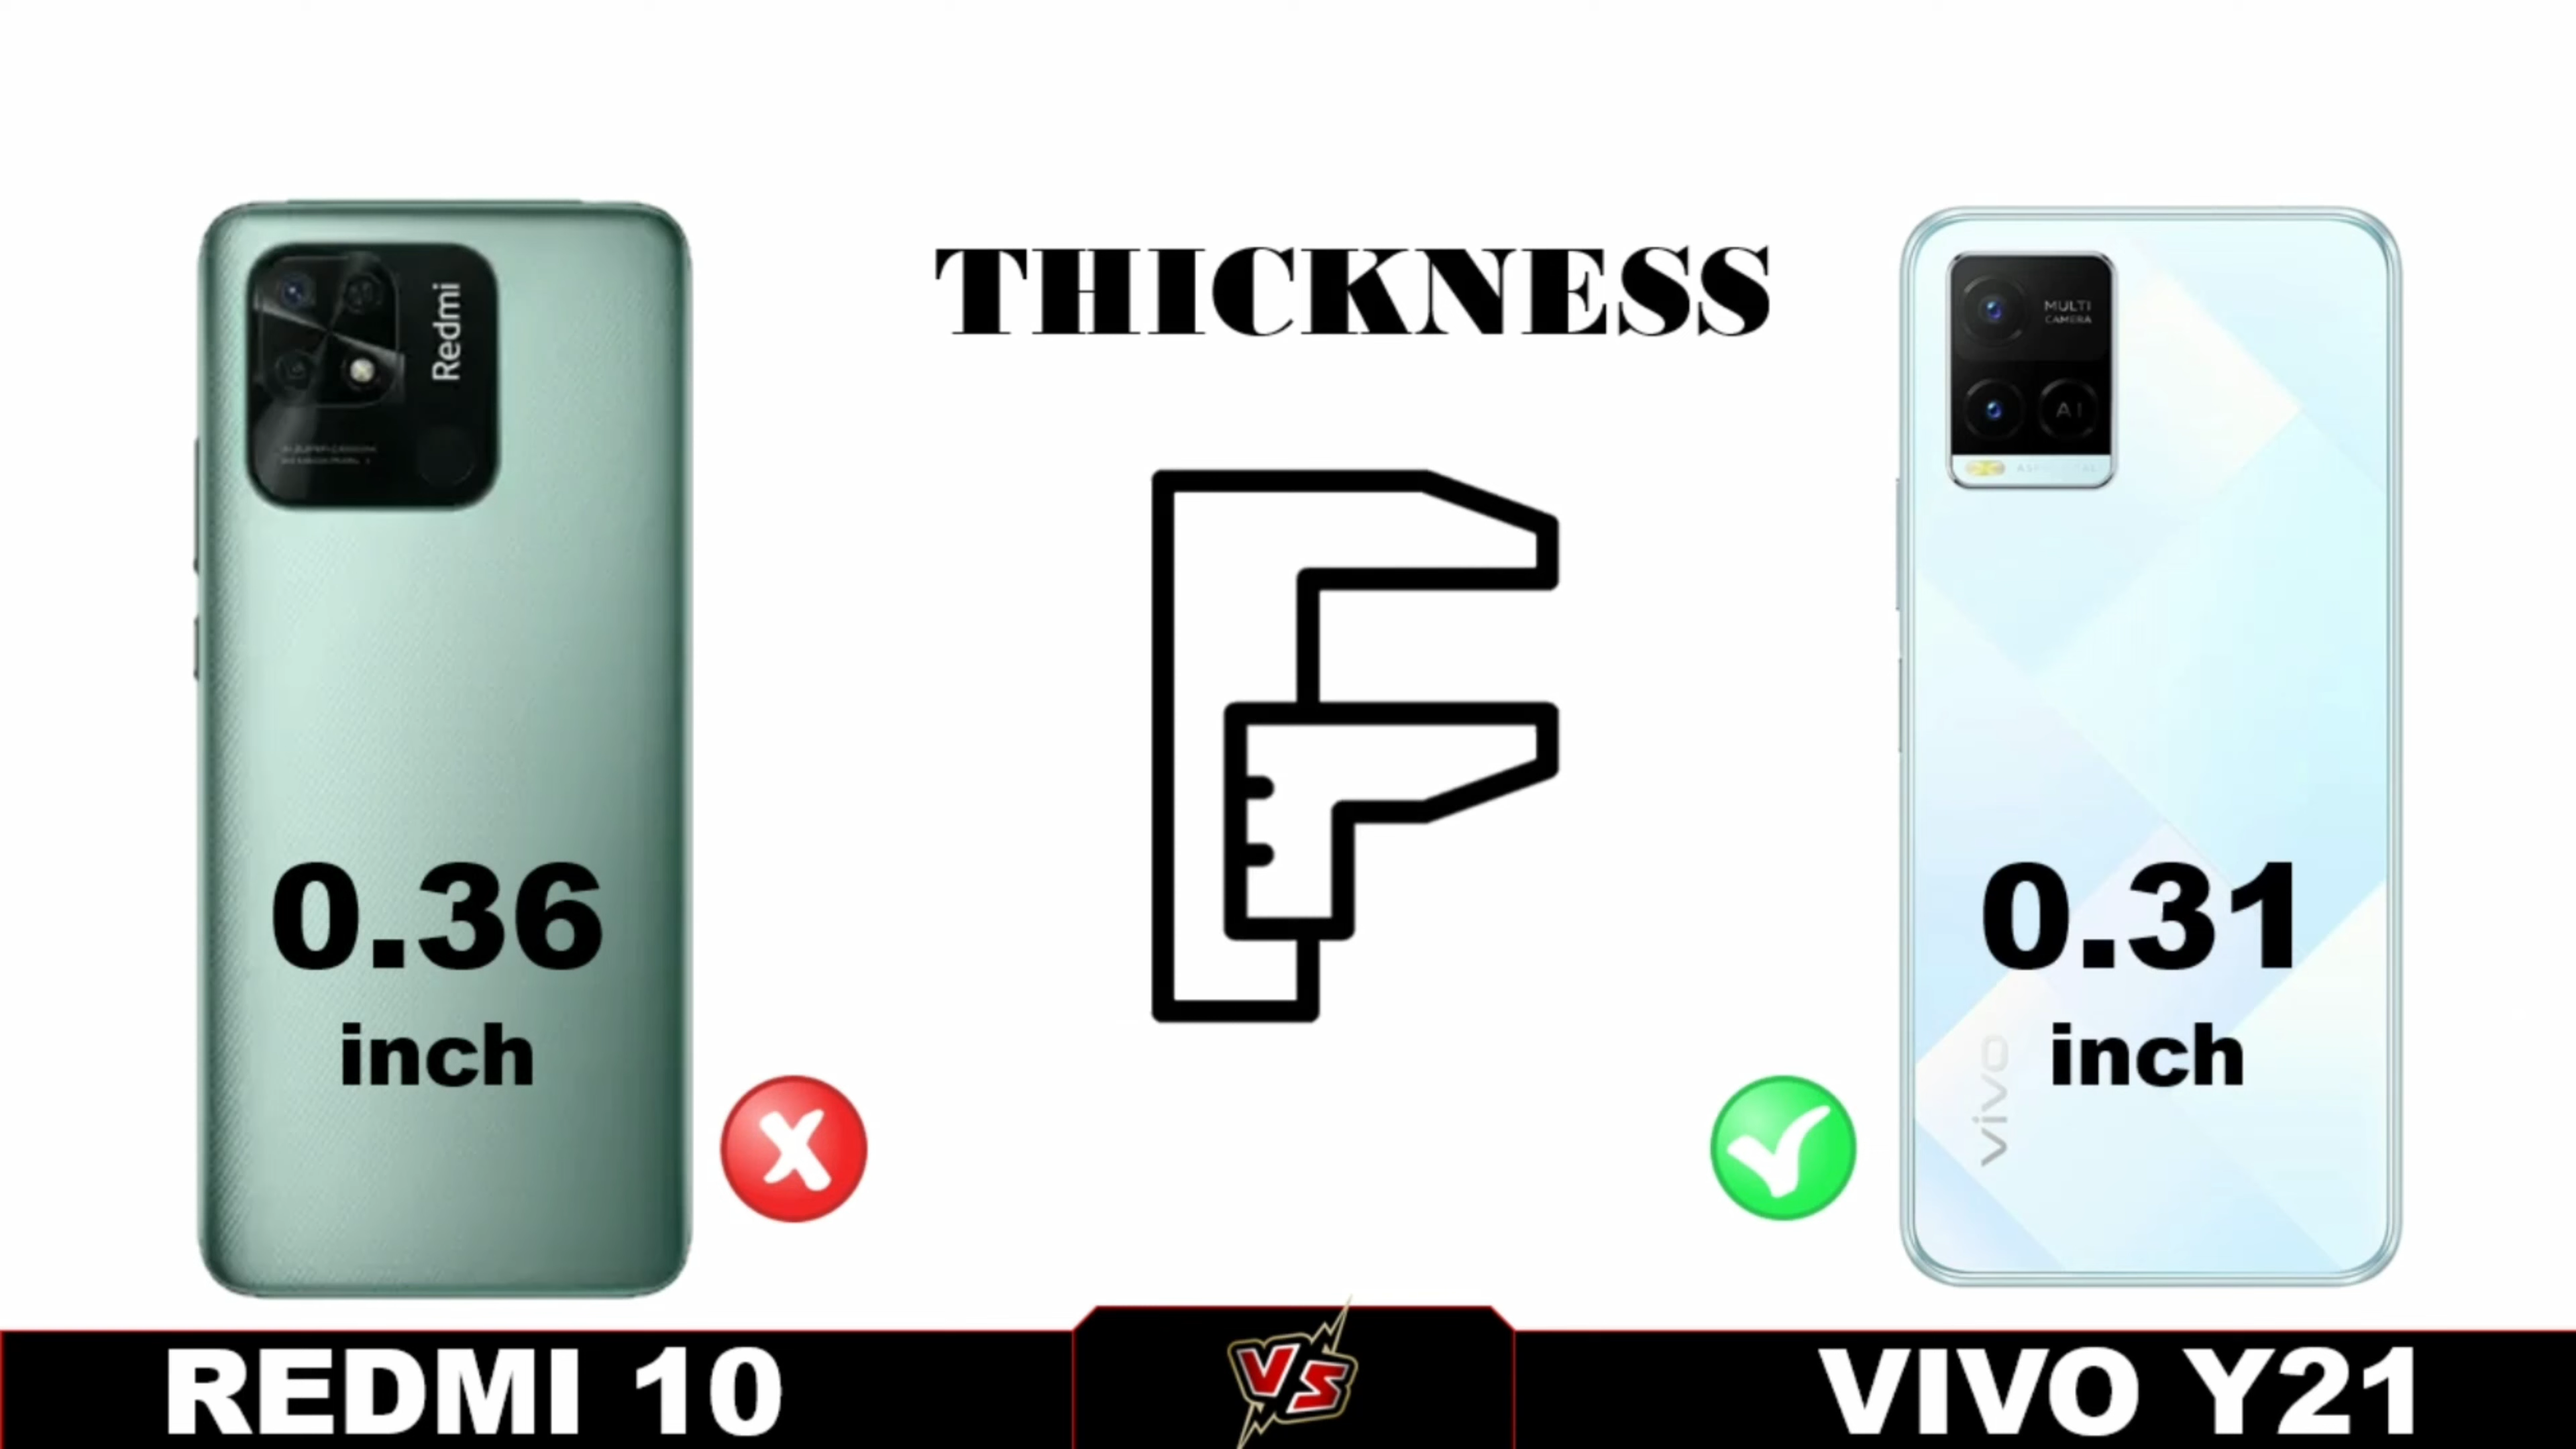 THICKNESS
Redmi
MULTI
CAMERA
AI
0.36
inch
0.31
inch
vivo
REDMI 10
VS
VIVO Y21